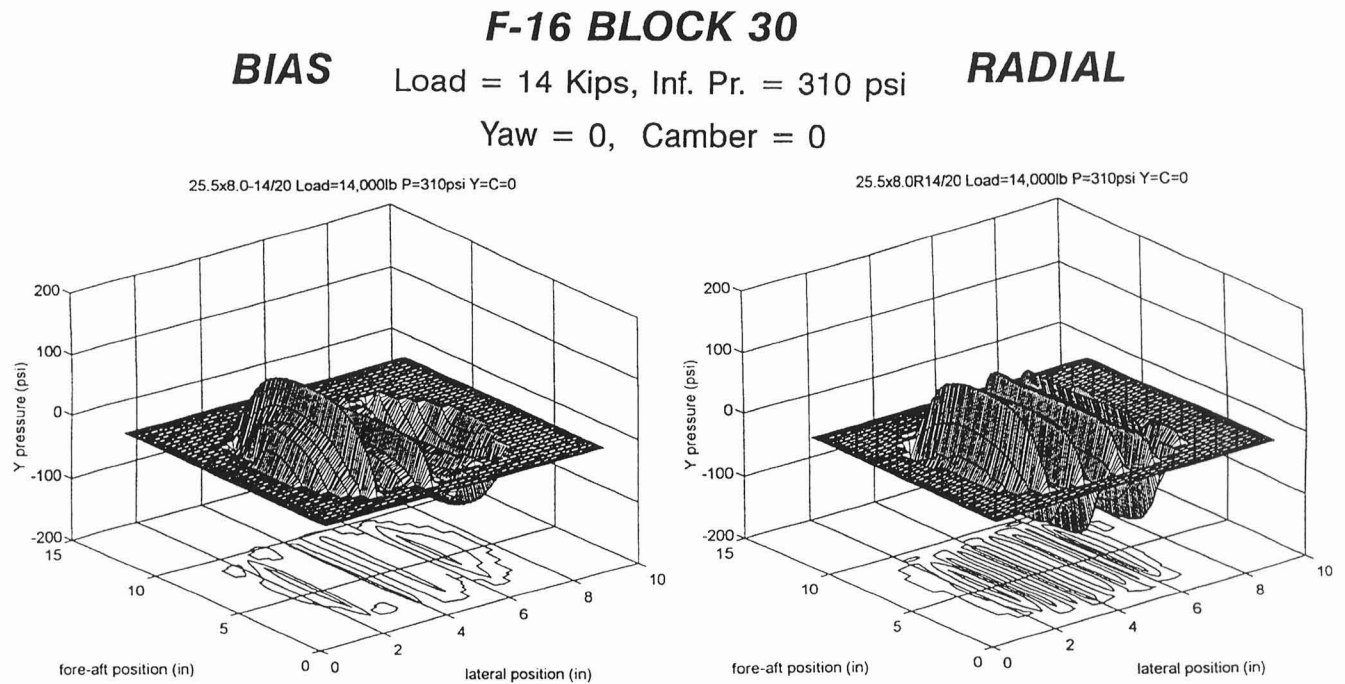 F-16 BLOCK 30
BIAS
Load = 14 Kips, Inf. Pr. = 310 psi
RADIAL
Yaw = 0, Camber = 0
25.5x8.0-14/20 Load=14,000lb P=310psi Y=C=0
200
100
0
-100
-200
Y pressure (psi)
15
10
5
0
fore-aft position (in)
0
2
4
6
8
10
lateral position (in)
25.5x8.0R14/20 Load=14,000lb P=310psi Y=C=0
200
100
0
-100
-200
Y pressure (psi)
15
10
5
0
fore-aft position (in)
0
2
4
6
8
10
lateral position (in)